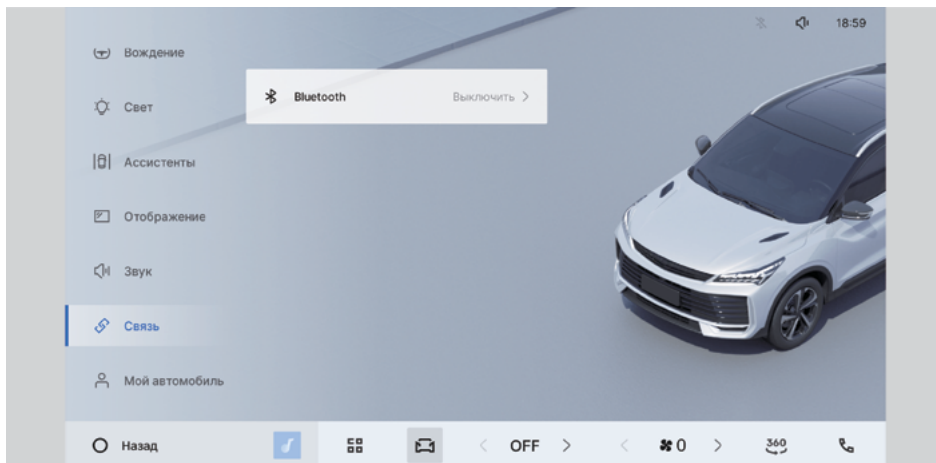 18:59
Вождение
Bluetooth
Выключить >
Свет
Ассистенты
Отображение
Звук
Связь
Мой автомобиль
Назад
< OFF >
< 0 >
360